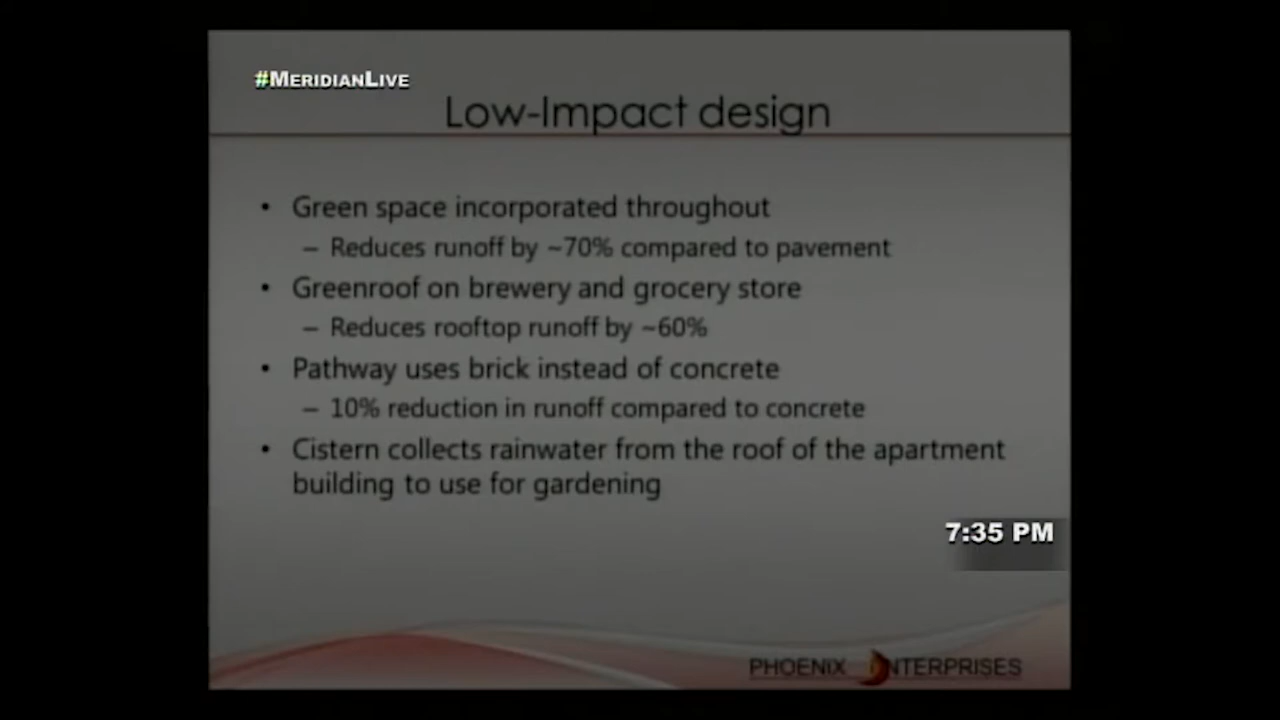 #MERIDIANLIVE
Low-Impact design
• Green space incorporated throughout
– Reduces runoff by ~70% compared to pavement
• Greenroof on brewery and grocery store
– Reduces rooftop runoff by ~60%
• Pathway uses brick instead of concrete
– 10% reduction in runoff compared to concrete
• Cistern collects rainwater from the roof of the apartment
building to use for gardening
7:35 PM
PHOENIX ENTERPRISES